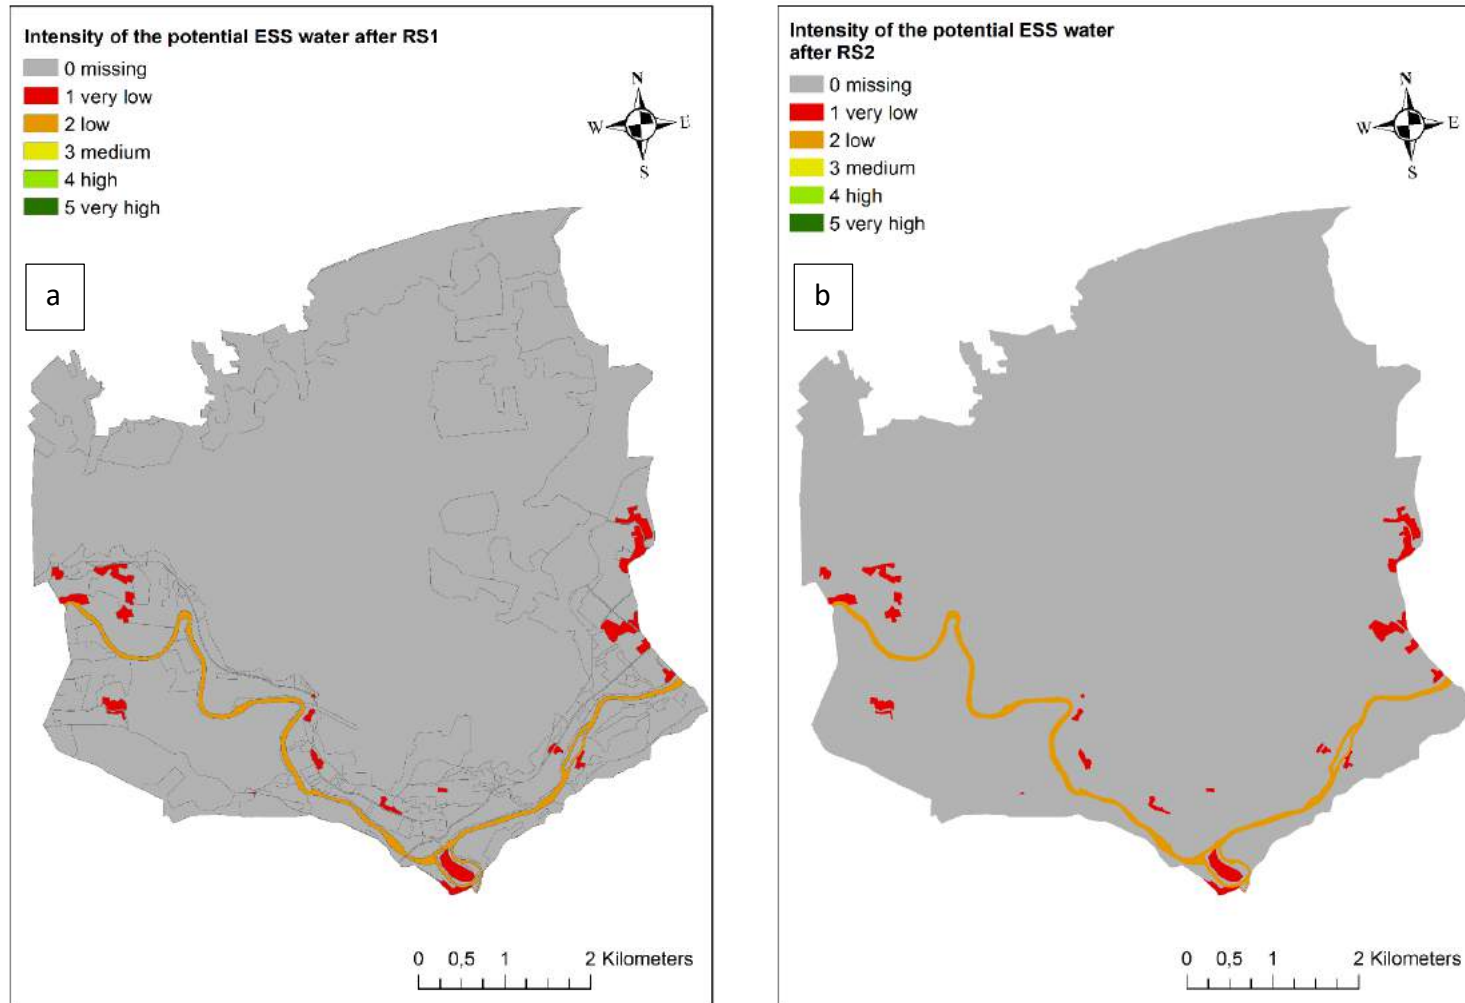 Intensity of the potential ESS water after RS1
0 missing
1 very low
2 low
3 medium
4 high
5 very high
N
W
E
S
a
0 0,5 1 2 Kilometers
Intensity of the potential ESS water
after RS2
0 missing
1 very low
2 low
3 medium
4 high
5 very high
N
W
E
S
b
0 0,5 1 2 Kilometers